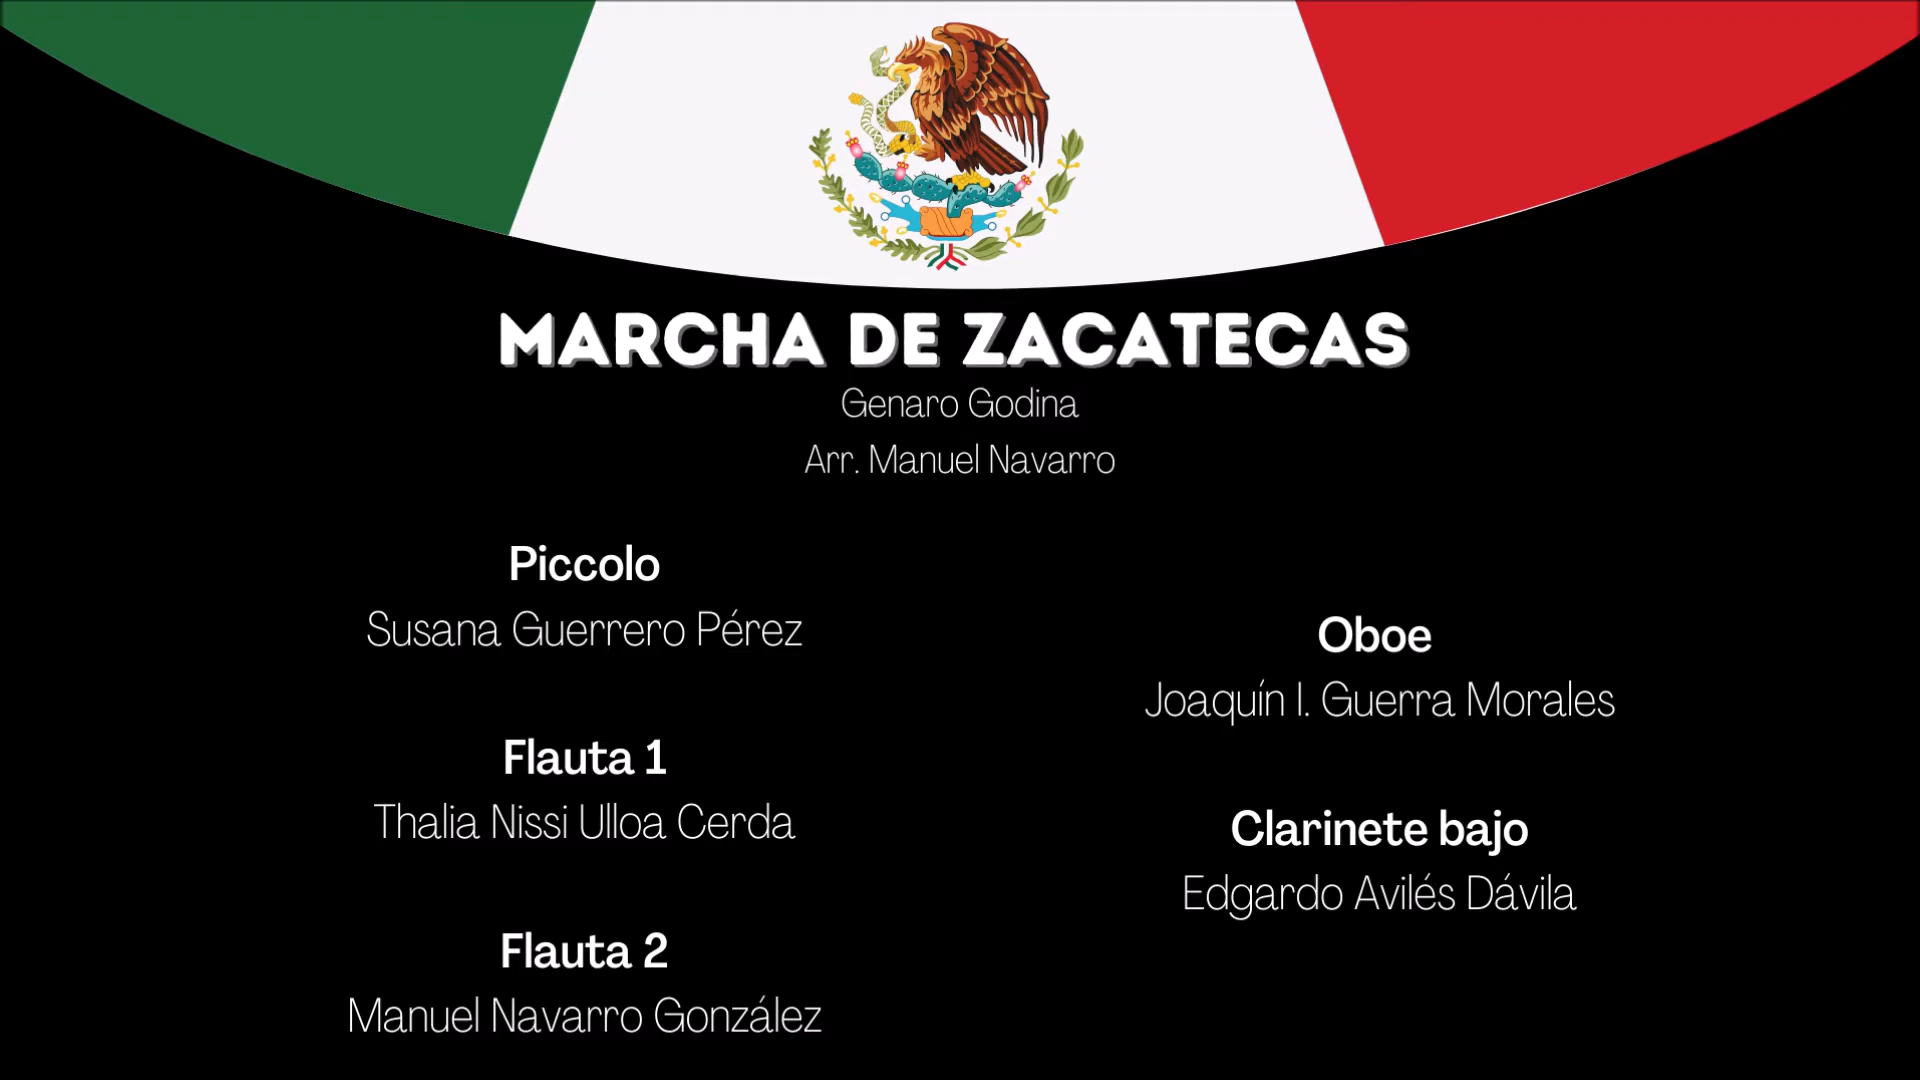 MARCHA DE ZACATECAS
Genaro Godina
Arr. Manuel Navarro
Piccolo
Susana Guerrero Pérez
Flauta 1
Thalia Nissi Ulloa Cerda
Flauta 2
Manuel Navarro González
Oboe
Joaquín I. Guerra Morales
Clarinete bajo
Edgardo Avilés Dávila